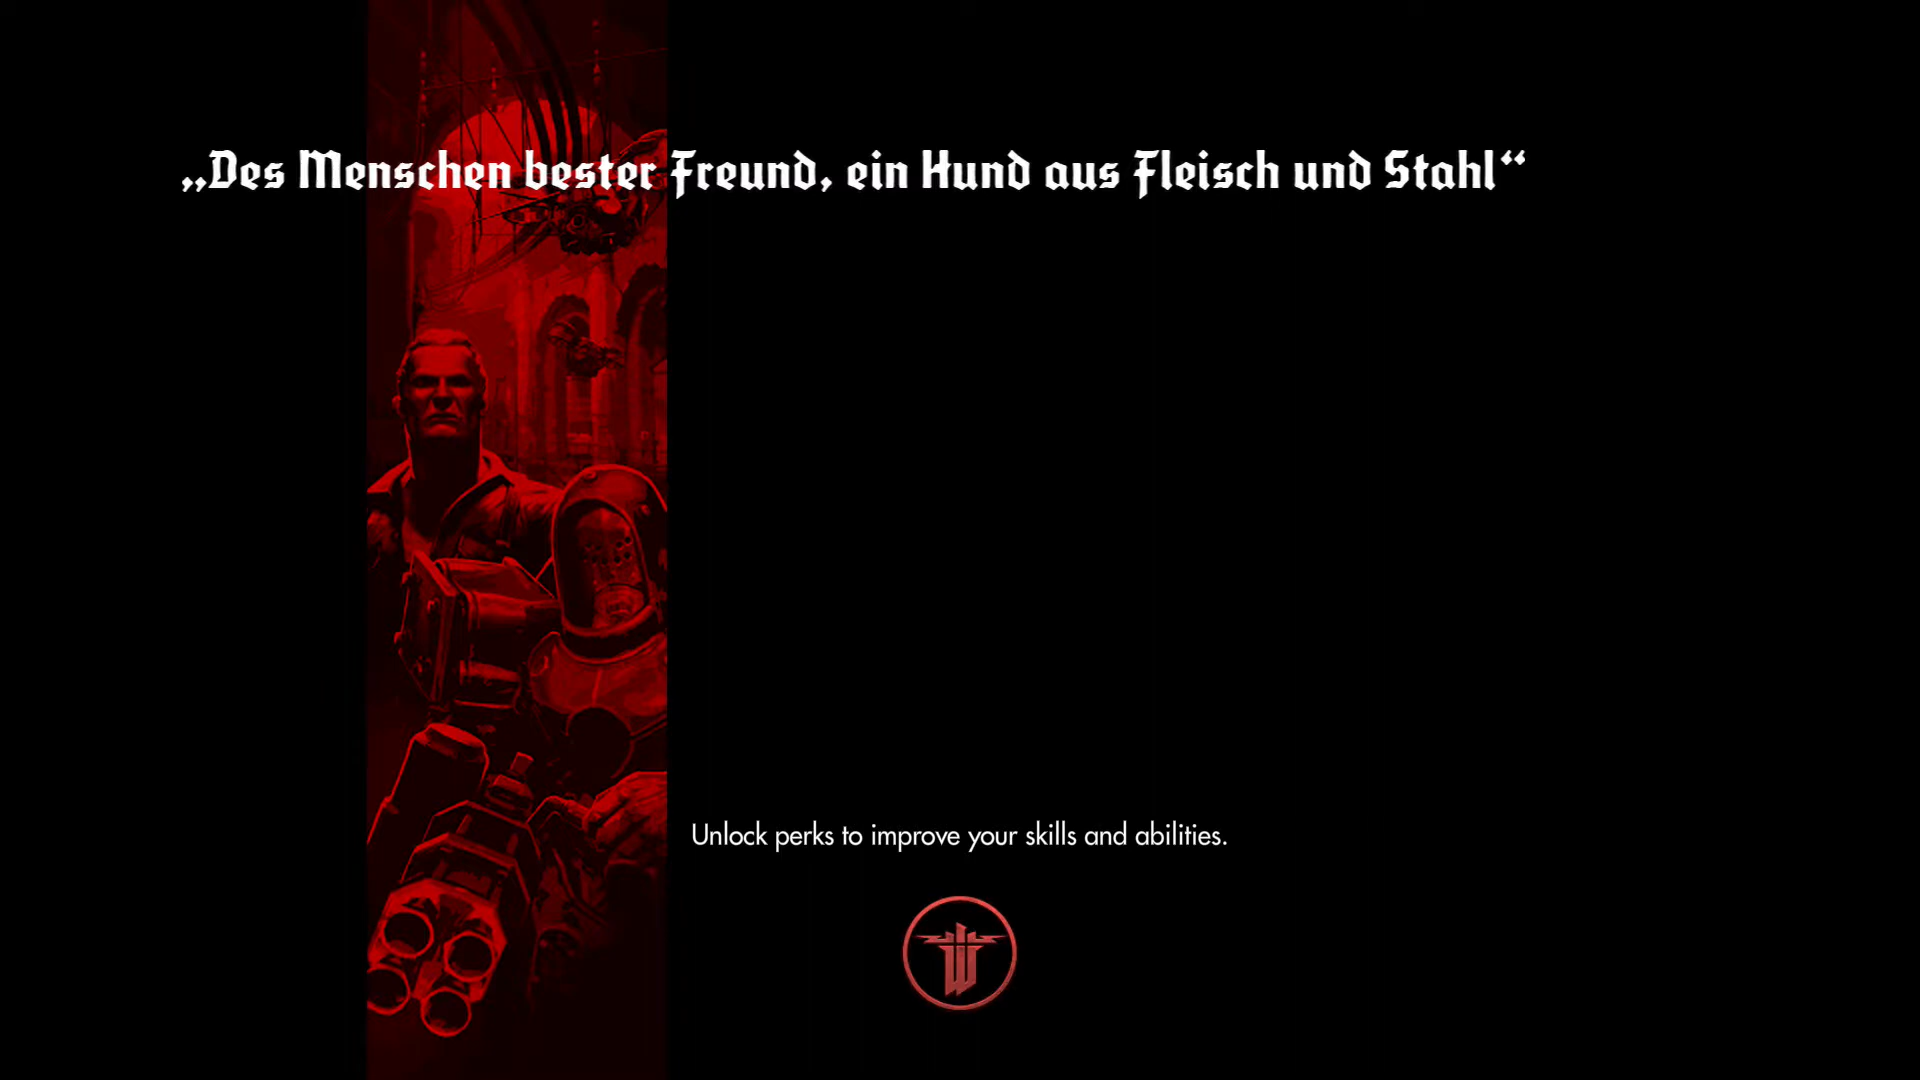 „Des Menschen bester Freund, ein Hund aus Fleisch und Stahl“
Unlock perks to improve your skills and abilities.